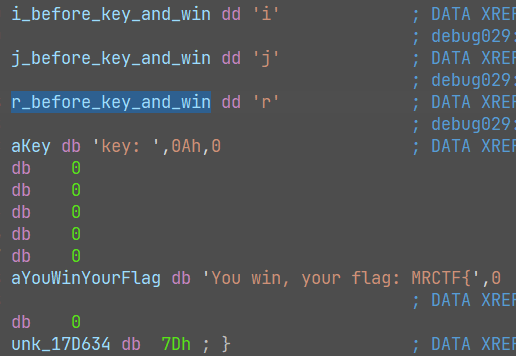 i_before_key_and_win dd 'i' ; DATA XREF
; debug029:
j_before_key_and_win dd 'j' ; DATA XREF
; debug029:
r_before_key_and_win dd 'r' ; DATA XREF
; debug029:
aKey db 'key: ',0Ah,0 ; DATA XREF
db 0
db 0
db 0
db 0
db 0
aYouWinYourFlag db 'You win, your flag: MRCTF{',0
; DATA XREF
db 0
unk_17D634 db 7Dh ; } ; DATA XREF